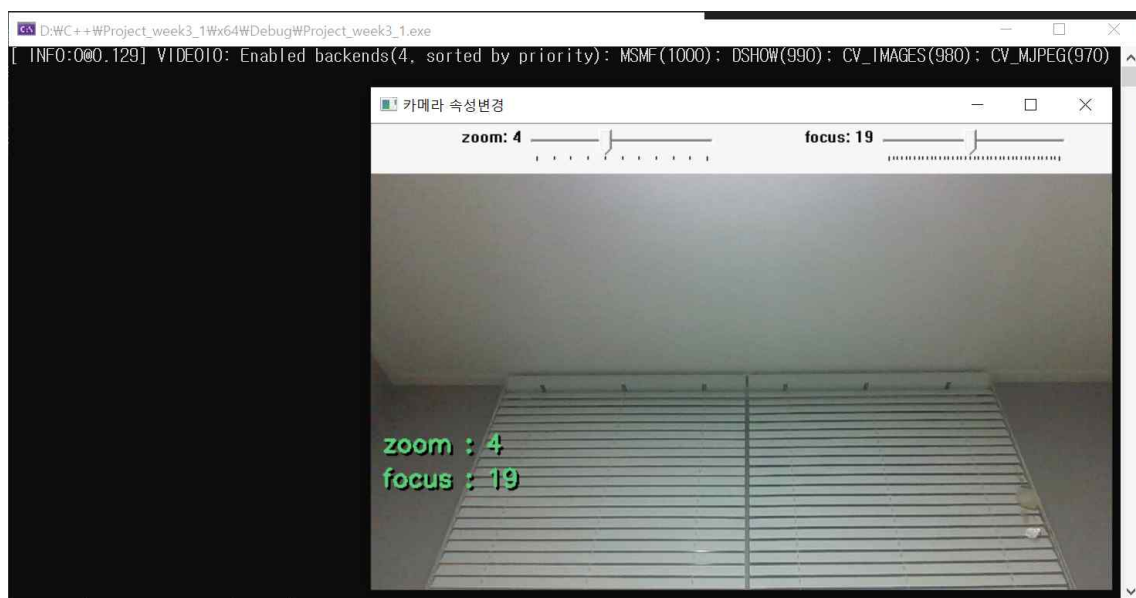 D:₩C++₩Project_week3_1₩x64₩Debug₩Project_week3_1.exe
[ INFO:0@0.129] VIDEOIO: Enabled backends(4, sorted by priority): MSMF(1000); DSHOW(990); CV_IMAGES(980); CV_MJPEG(970)
카메라 속성변경
zoom: 4 focus: 19
zoom : 4
focus : 19